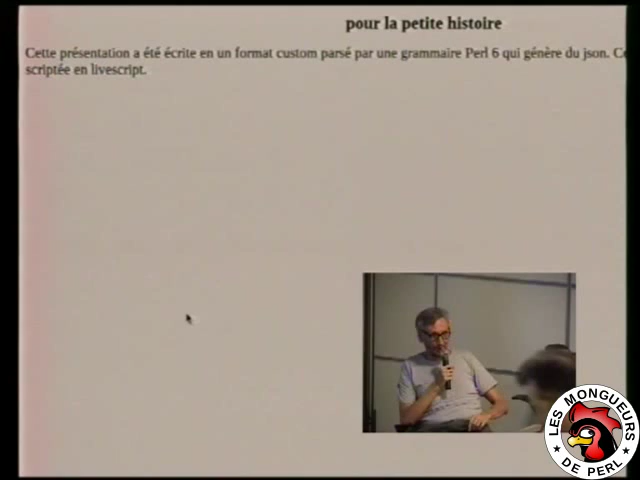 pour la petite histoire
Cette présentation a été écrite en un format custom parsé par une grammaire Perl 6 qui génère du json.
scriptée en livescript.
LES MONGUEURS
DE PERL